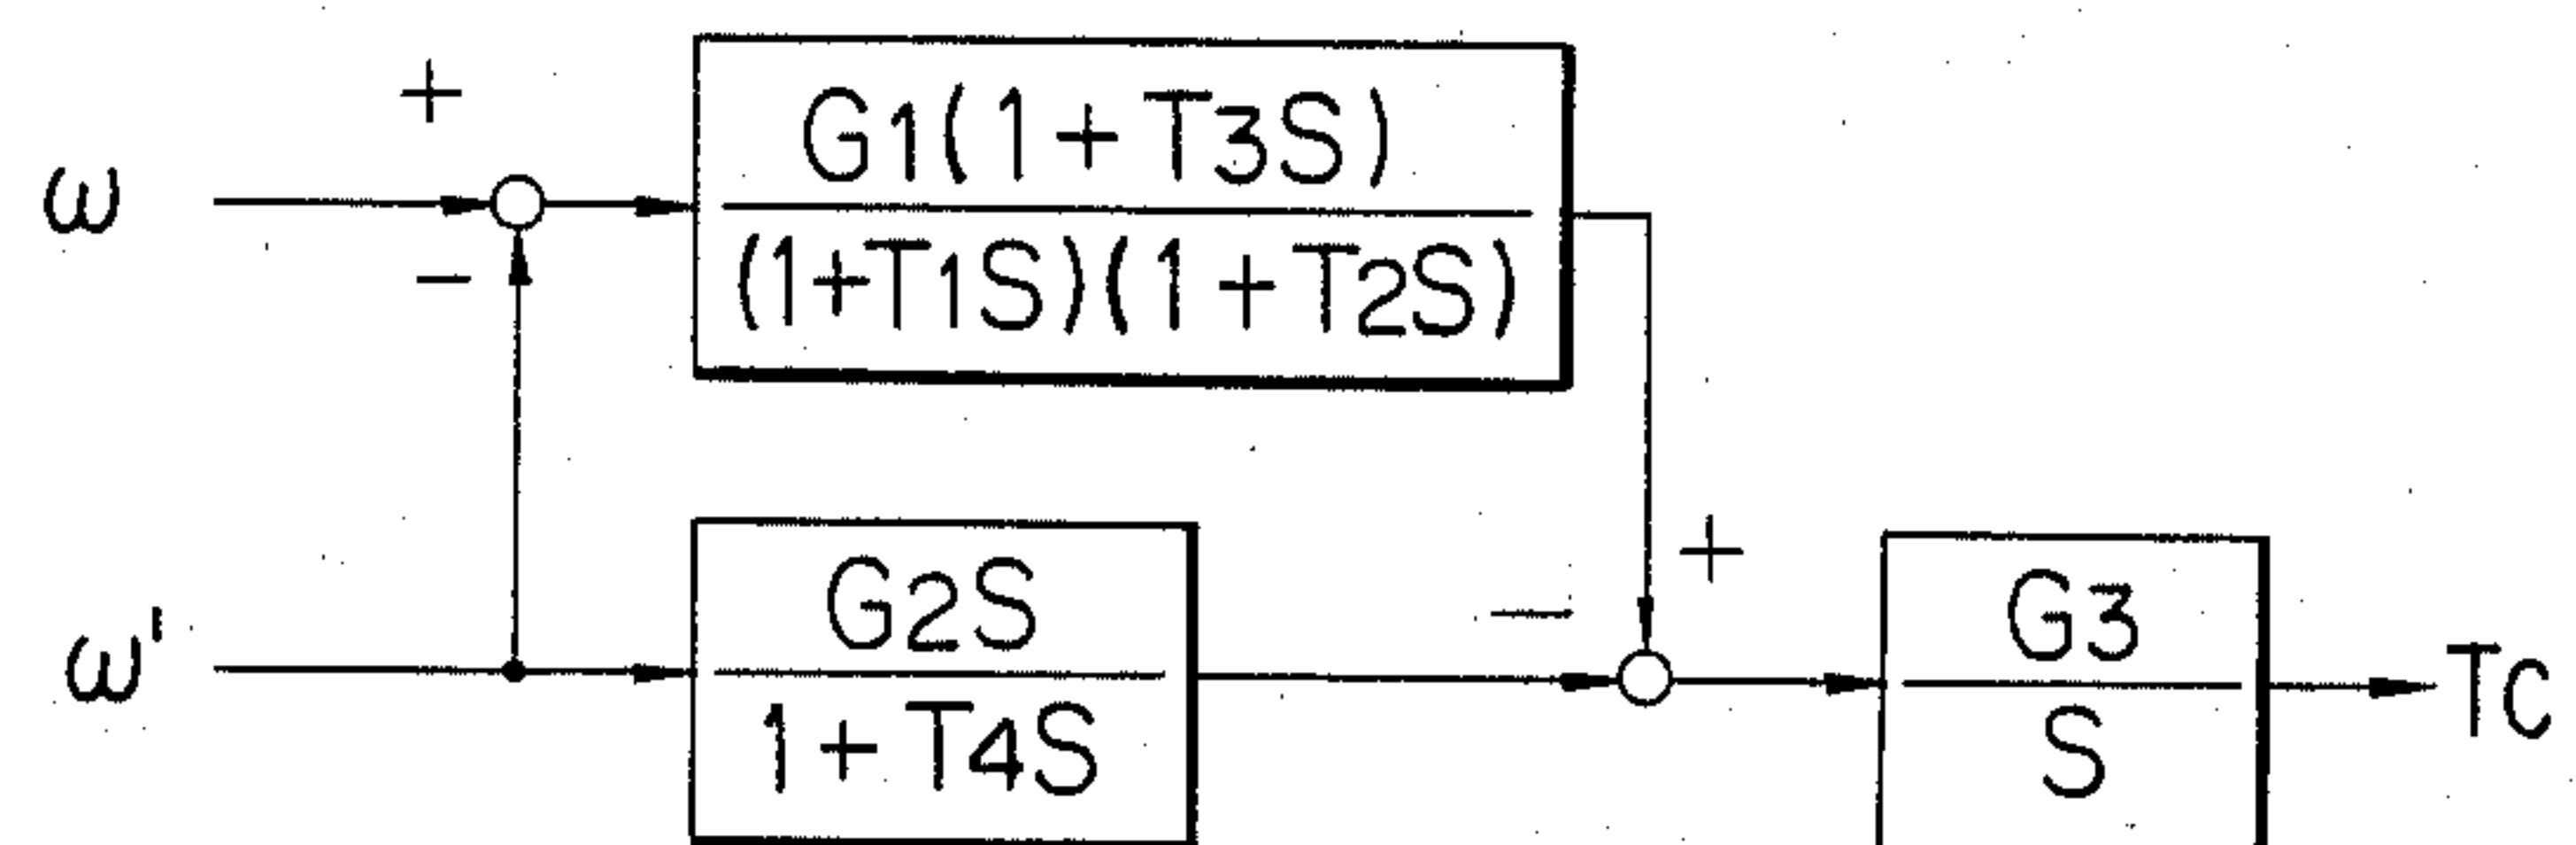 +
G1(1+T3S)
ω
(1+T1S)(1+T2S)
−
+
G2S
G3
−
ω'
Tc
1+T4S
S